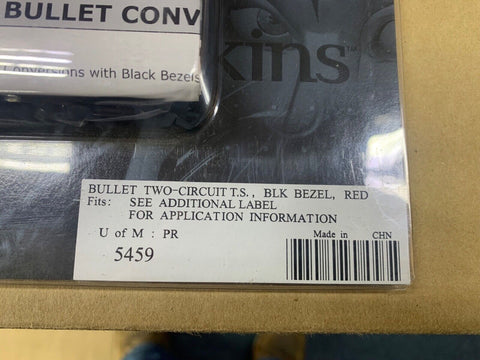 BULLET CONV
Conversions with Black Bezels
kins™
BULLET TWO-CIRCUIT T.S., BLK BEZEL, RED
Fits: SEE ADDITIONAL LABEL
FOR APPLICATION INFORMATION
U of M : PR
Made in CHN
5459